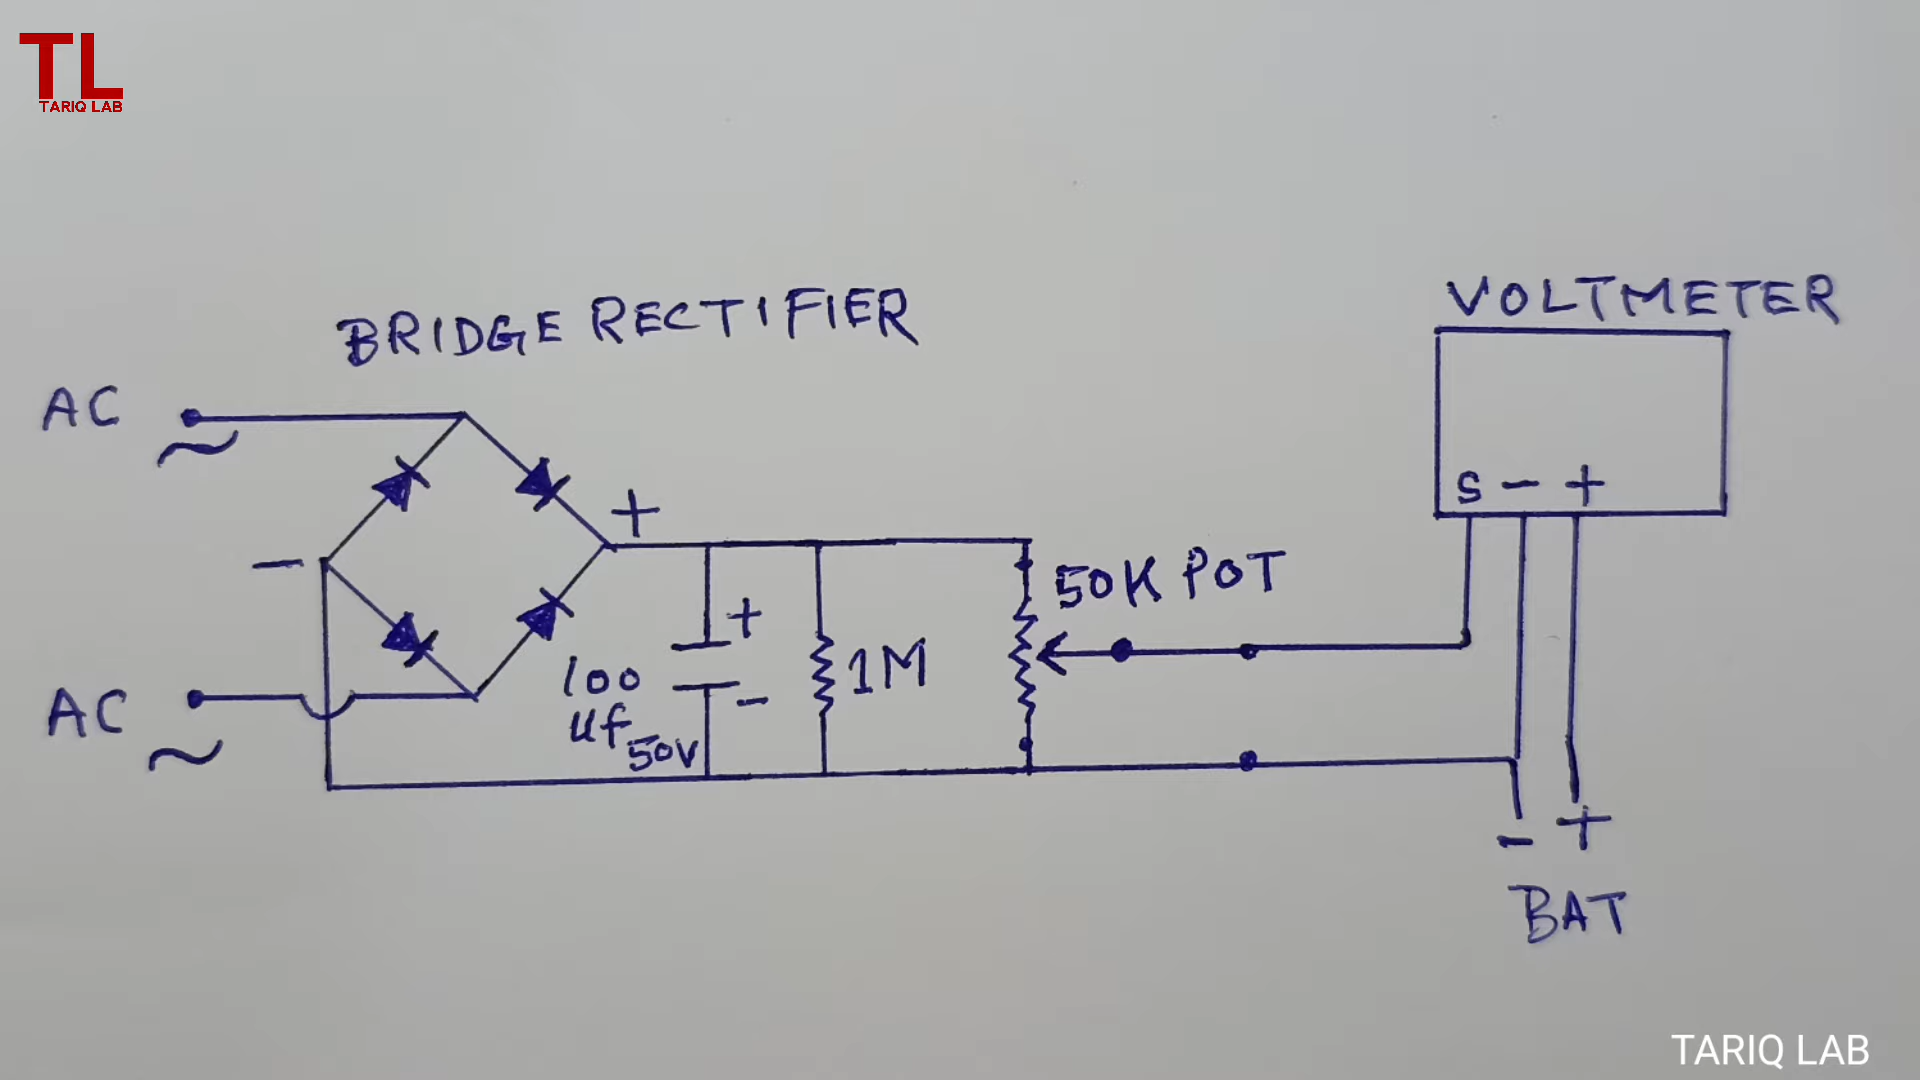 TL
TARIQ LAB
BRIDGE RECTIFIER
VOLTMETER
AC
~
S - +
+
-
50K POT
+
100
uf
50V
-
1M
AC
~
- +
BAT
TARIQ LAB